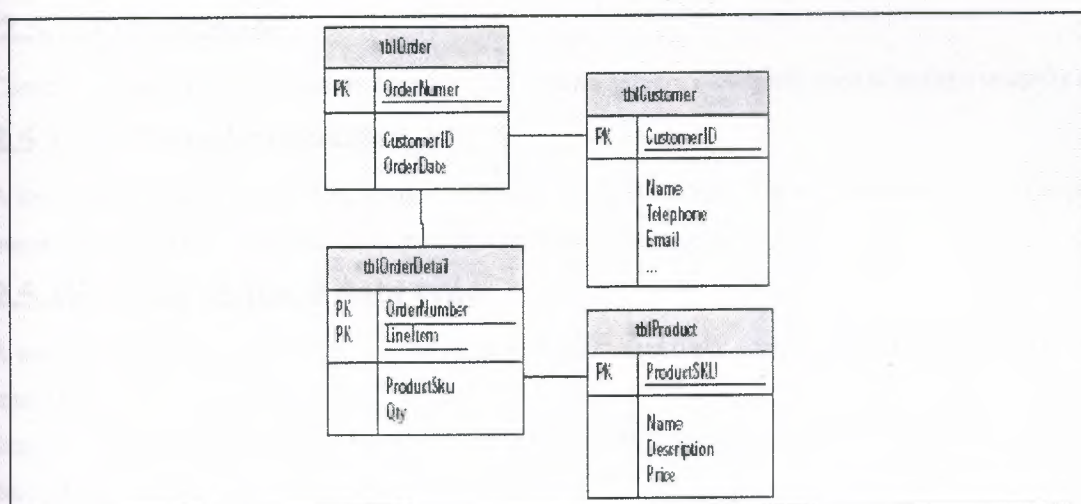 tblOrder
PK OrderNumer
CustomerID
OrderDate
tblCustomer
PK CustomerID
Name
Telephone
Email
...
tblOrderDetail
PK OrderNumber
PK LineItem
ProductSku
Qty
tblProduct
PK ProductSKU
Name
Description
Price